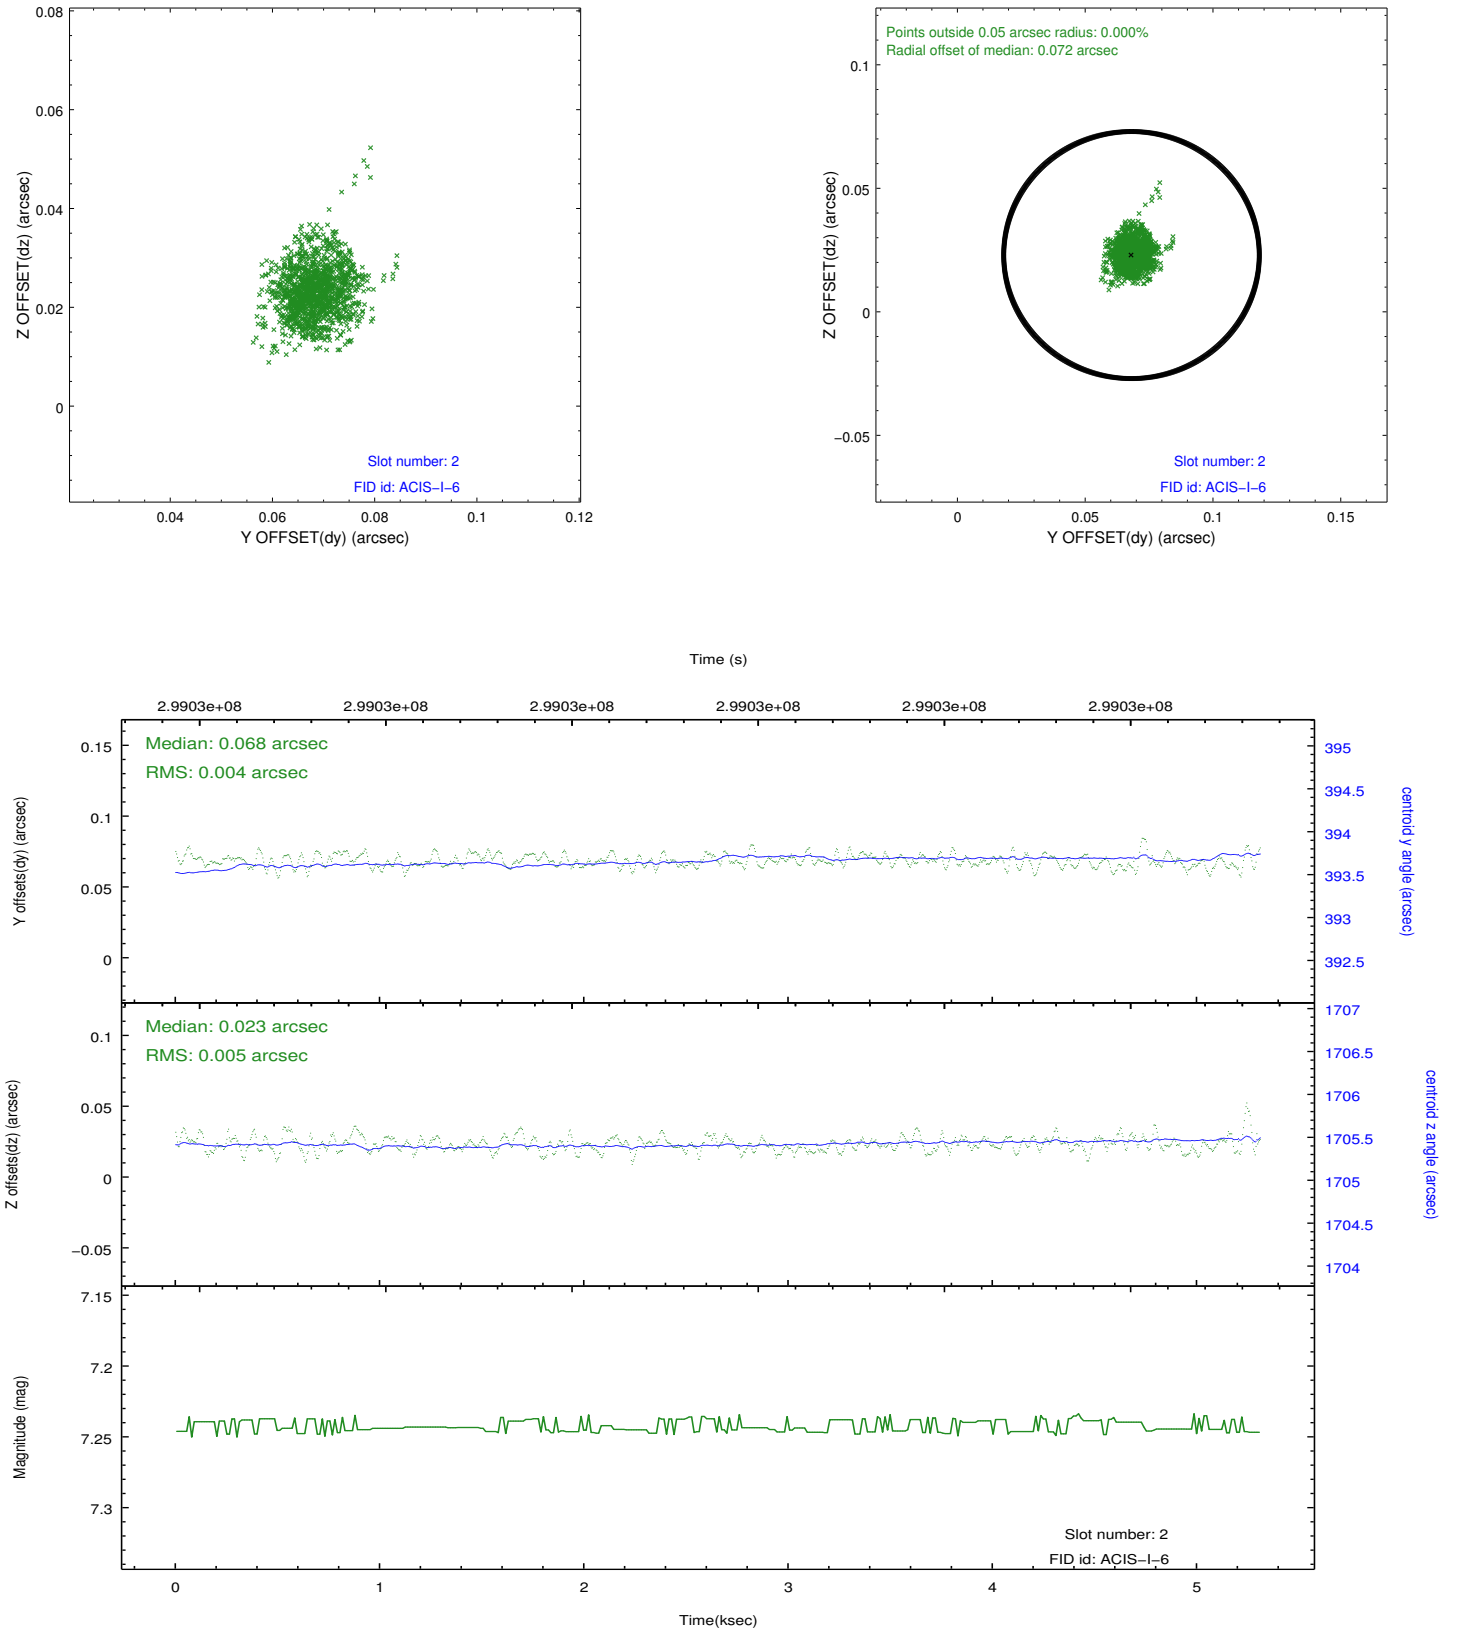 0.08
0.06
0.04
0.02
0
Z OFFSET(dz) (arcsec)
Slot number: 2
FID id: ACIS−I−6
0.04 0.06 0.08 0.1 0.12
Y OFFSET(dy) (arcsec)
Points outside 0.05 arcsec radius: 0.000%
Radial offset of median: 0.072 arcsec
0.1
0.05
0
−0.05
Z OFFSET(dz) (arcsec)
Slot number: 2
FID id: ACIS−I−6
0 0.05 0.1 0.15
Y OFFSET(dy) (arcsec)
Time (s)
2.9903e+08 2.9903e+08 2.9903e+08 2.9903e+08 2.9903e+08 2.9903e+08
Median: 0.068 arcsec
RMS: 0.004 arcsec
0.15
0.1
0.05
0
Y offsets(dy) (arcsec)
395
394.5
394
393.5
393
392.5
centroid y angle (arcsec)
Median: 0.023 arcsec
RMS: 0.005 arcsec
0.1
0.05
0
−0.05
Z offsets(dz) (arcsec)
1707
1706.5
1706
1705.5
1705
1704.5
1704
centroid z angle (arcsec)
7.15
7.2
7.25
7.3
Magnitude (mag)
Slot number: 2
FID id: ACIS−I−6
0 1 2 3 4 5
Time(ksec)